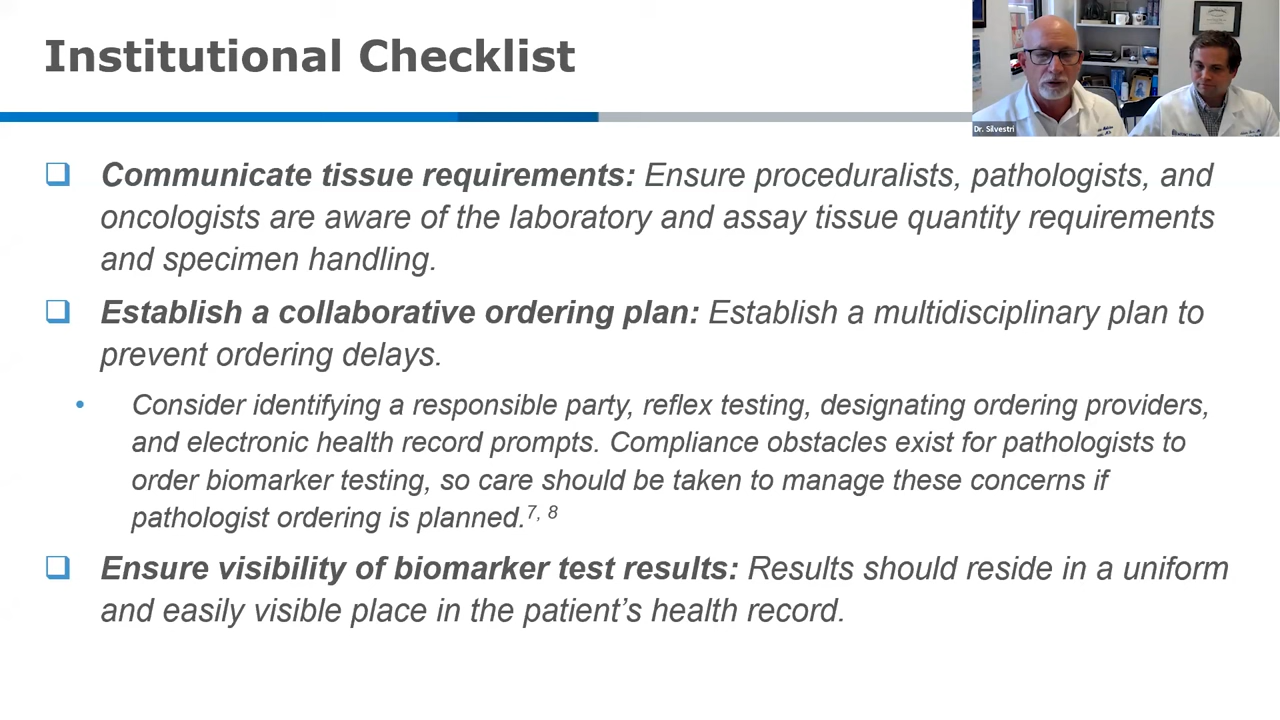 Institutional Checklist
Dr. Silvestri
❑ Communicate tissue requirements: Ensure proceduralists, pathologists, and
oncologists are aware of the laboratory and assay tissue quantity requirements
and specimen handling.
❑ Establish a collaborative ordering plan: Establish a multidisciplinary plan to
prevent ordering delays.
• Consider identifying a responsible party, reflex testing, designating ordering providers,
and electronic health record prompts. Compliance obstacles exist for pathologists to
order biomarker testing, so care should be taken to manage these concerns if
pathologist ordering is planned.7, 8
❑ Ensure visibility of biomarker test results: Results should reside in a uniform
and easily visible place in the patient’s health record.